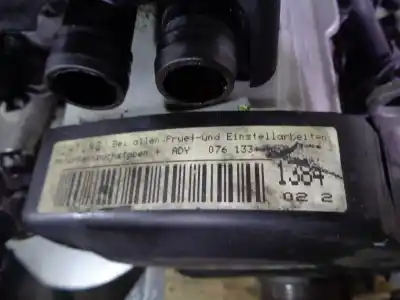 Bei allen Pruef-und Einstellarbeiten
+ ADY 076 133
1384
02 2